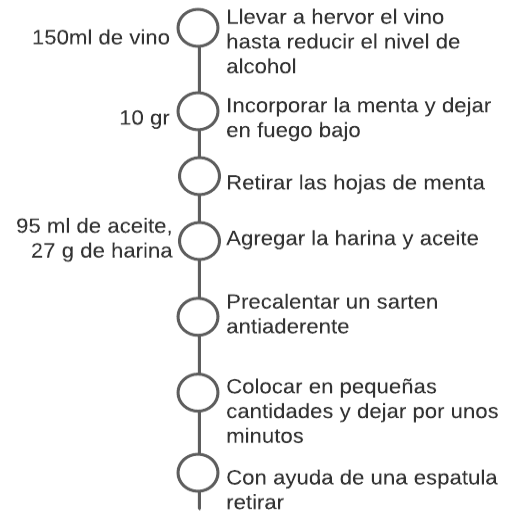 150ml de vino
Llevar a hervor el vino
hasta reducir el nivel de
alcohol
10 gr
Incorporar la menta y dejar
en fuego bajo
Retirar las hojas de menta
95 ml de aceite,
27 g de harina
Agregar la harina y aceite
Precalentar un sarten
antiaderente
Colocar en pequeñas
cantidades y dejar por unos
minutos
Con ayuda de una espatula
retirar